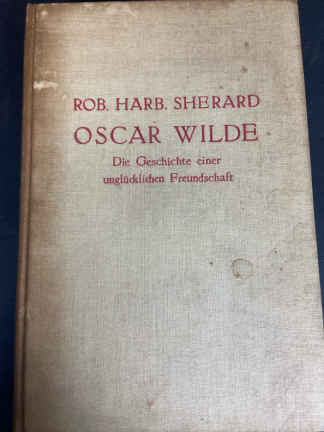 ROB. HARB. SHERARD
OSCAR WILDE
Die Geschichte einer
unglücklichen Freundschaft